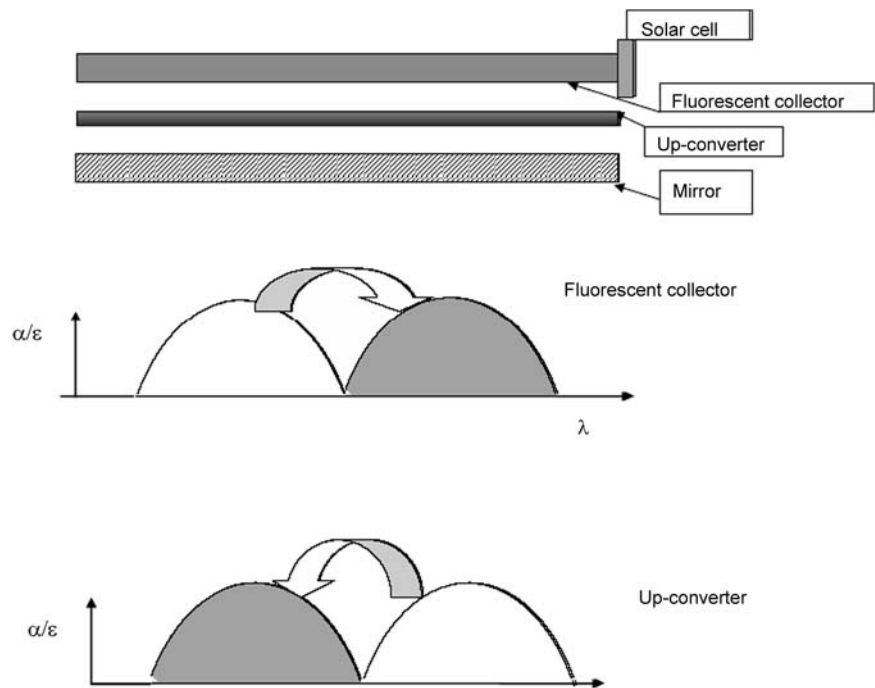 Solar cell
Fluorescent collector
Up-converter
Mirror
Fluorescent collector
α/ε
λ
Up-converter
α/ε